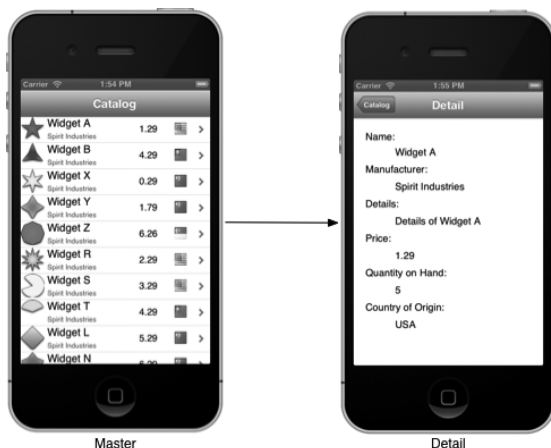 Carrier 1:54 PM
Catalog
Widget A 1.29
Spirit Industries
Widget B 4.29
Spirit Industries
Widget X 0.29
Spirit Industries
Widget Y 1.79
Spirit Industries
Widget Z 6.26
Spirit Industries
Widget R 2.29
Spirit Industries
Widget S 3.29
Spirit Industries
Widget T 4.29
Spirit Industries
Widget L 5.29
Spirit Industries
Widget N
Master
Carrier 1:55 PM
Catalog Detail
Name:
Widget A
Manufacturer:
Spirit Industries
Details:
Details of Widget A
Price:
1.29
Quantity on Hand:
5
Country of Origin:
USA
Detail